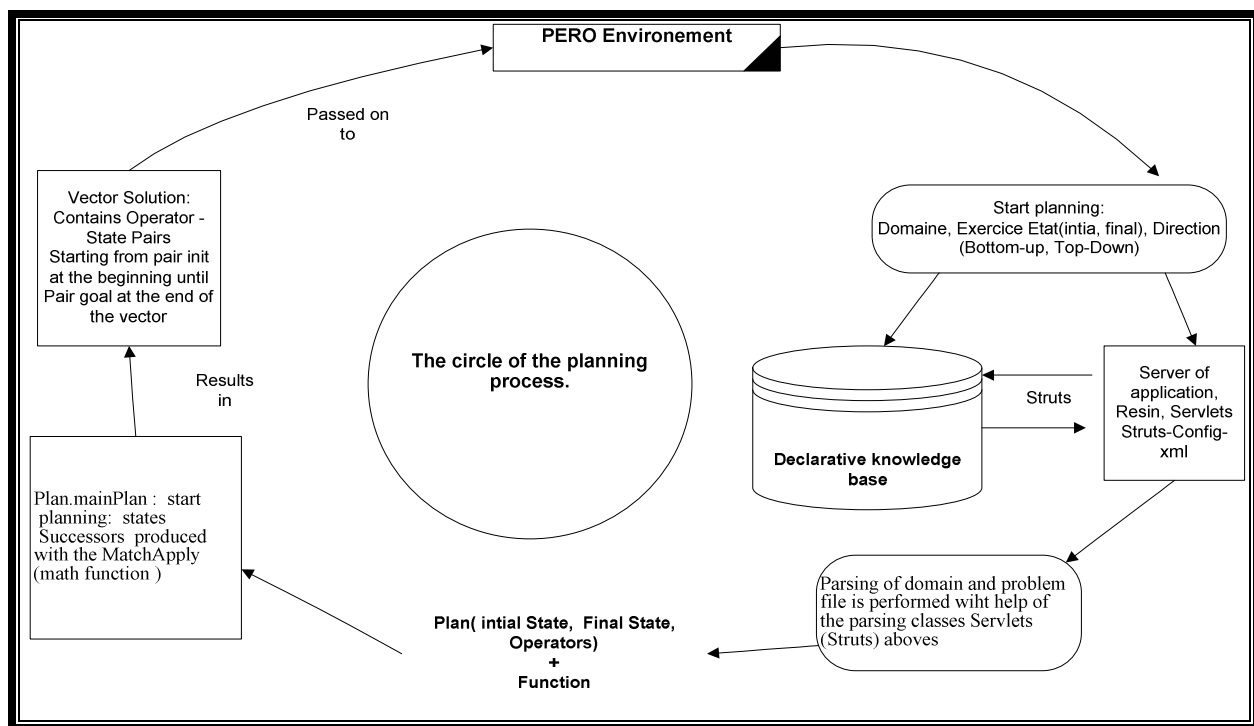 PERO Environement
Passed on
to
Vector Solution:
Contains Operator -
State Pairs
Starting from pair init
at the beginning until
Pair goal at the end of
the vector
Start planning:
Domaine, Exercice Etat(intia, final), Direction
(Bottom-up, Top-Down)
The circle of the planning
process.
Results
in
Struts
Server of
application,
Resin, Servlets
Struts-Config-
xml
Declarative knowledge
base
Plan.mainPlan : start
planning: states
Successors produced
with the MatchApply
(math function )
Plan( intial State, Final State,
Operators)
+
Function
Parsing of domain and problem
file is performed wiht help of
the parsing classes Servlets
(Struts) aboves